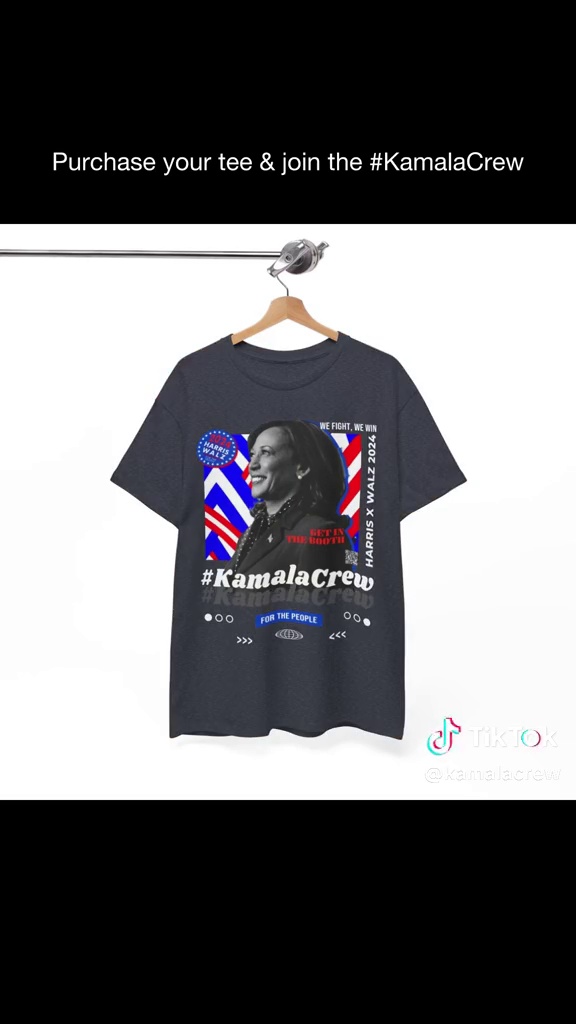 Purchase your tee & join the #KamalaCrew
WE FIGHT, WE WIN
2024
HARRIS
WALZ
HARRIS X WALZ 2024
GET IN
THE BOOTH
#KamalaCrew
#KamalaCrew
FOR THE PEOPLE
>>>
<<<
TikTok
@kamalacrew